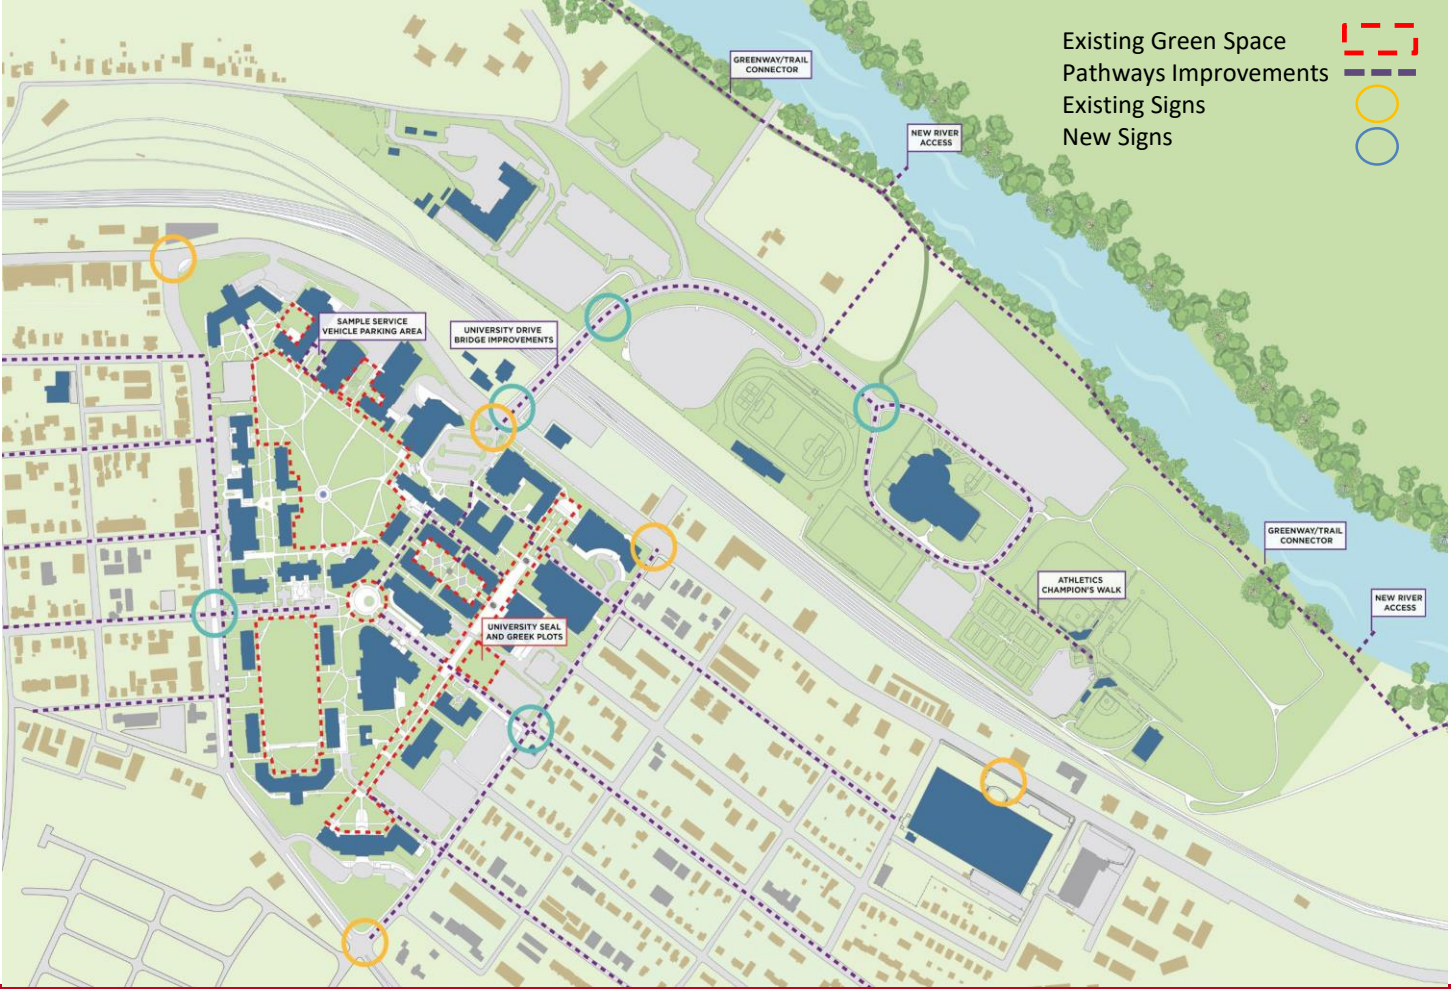 Existing Green Space
Pathways Improvements
Existing Signs
New Signs
GREENWAY/TRAIL
CONNECTOR
NEW RIVER
ACCESS
SAMPLE SERVICE
VEHICLE PARKING AREA
UNIVERSITY DRIVE
BRIDGE IMPROVEMENTS
GREENWAY/TRAIL
CONNECTOR
ATHLETICS
CHAMPION'S WALK
NEW RIVER
ACCESS
UNIVERSITY SEAL
AND GREEK PLOTS